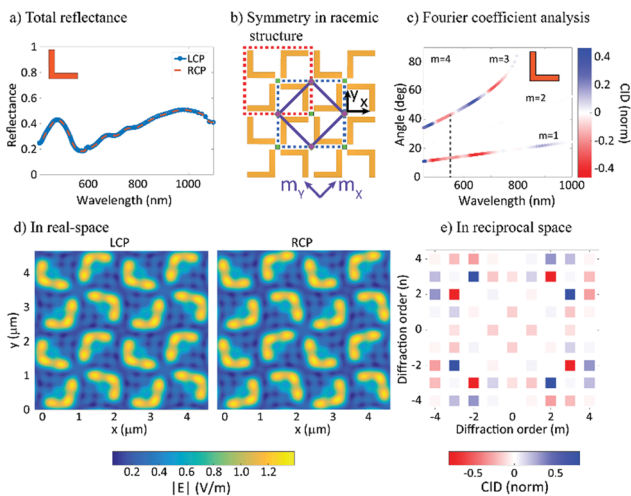 a) Total reflectance
b) Symmetry in racemic
structure
c) Fourier coefficient analysis
1
0.8
0.6
0.4
0.2
0
Reflectance
LCP
RCP
600
800
1000
Wavelength (nm)
y
x
mY
mX
80
60
40
20
0
Angle (deg)
m=4
m=3
m=2
m=1
600
800
1000
Wavelength (nm)
0.4
0.2
0
-0.2
-0.4
CID (norm)
d) In real-space
LCP
RCP
4
3
2
1
0
y (μm)
0 1 2 3 4
x (μm)
0 1 2 3 4
x (μm)
0.2 0.4 0.6 0.8 1.0 1.2
|E| (V/m)
e) In reciprocal space
4
2
0
-2
-4
Diffraction order (n)
-4 -2 0 2 4
Diffraction order (m)
-0.5 0 0.5
CID (norm)